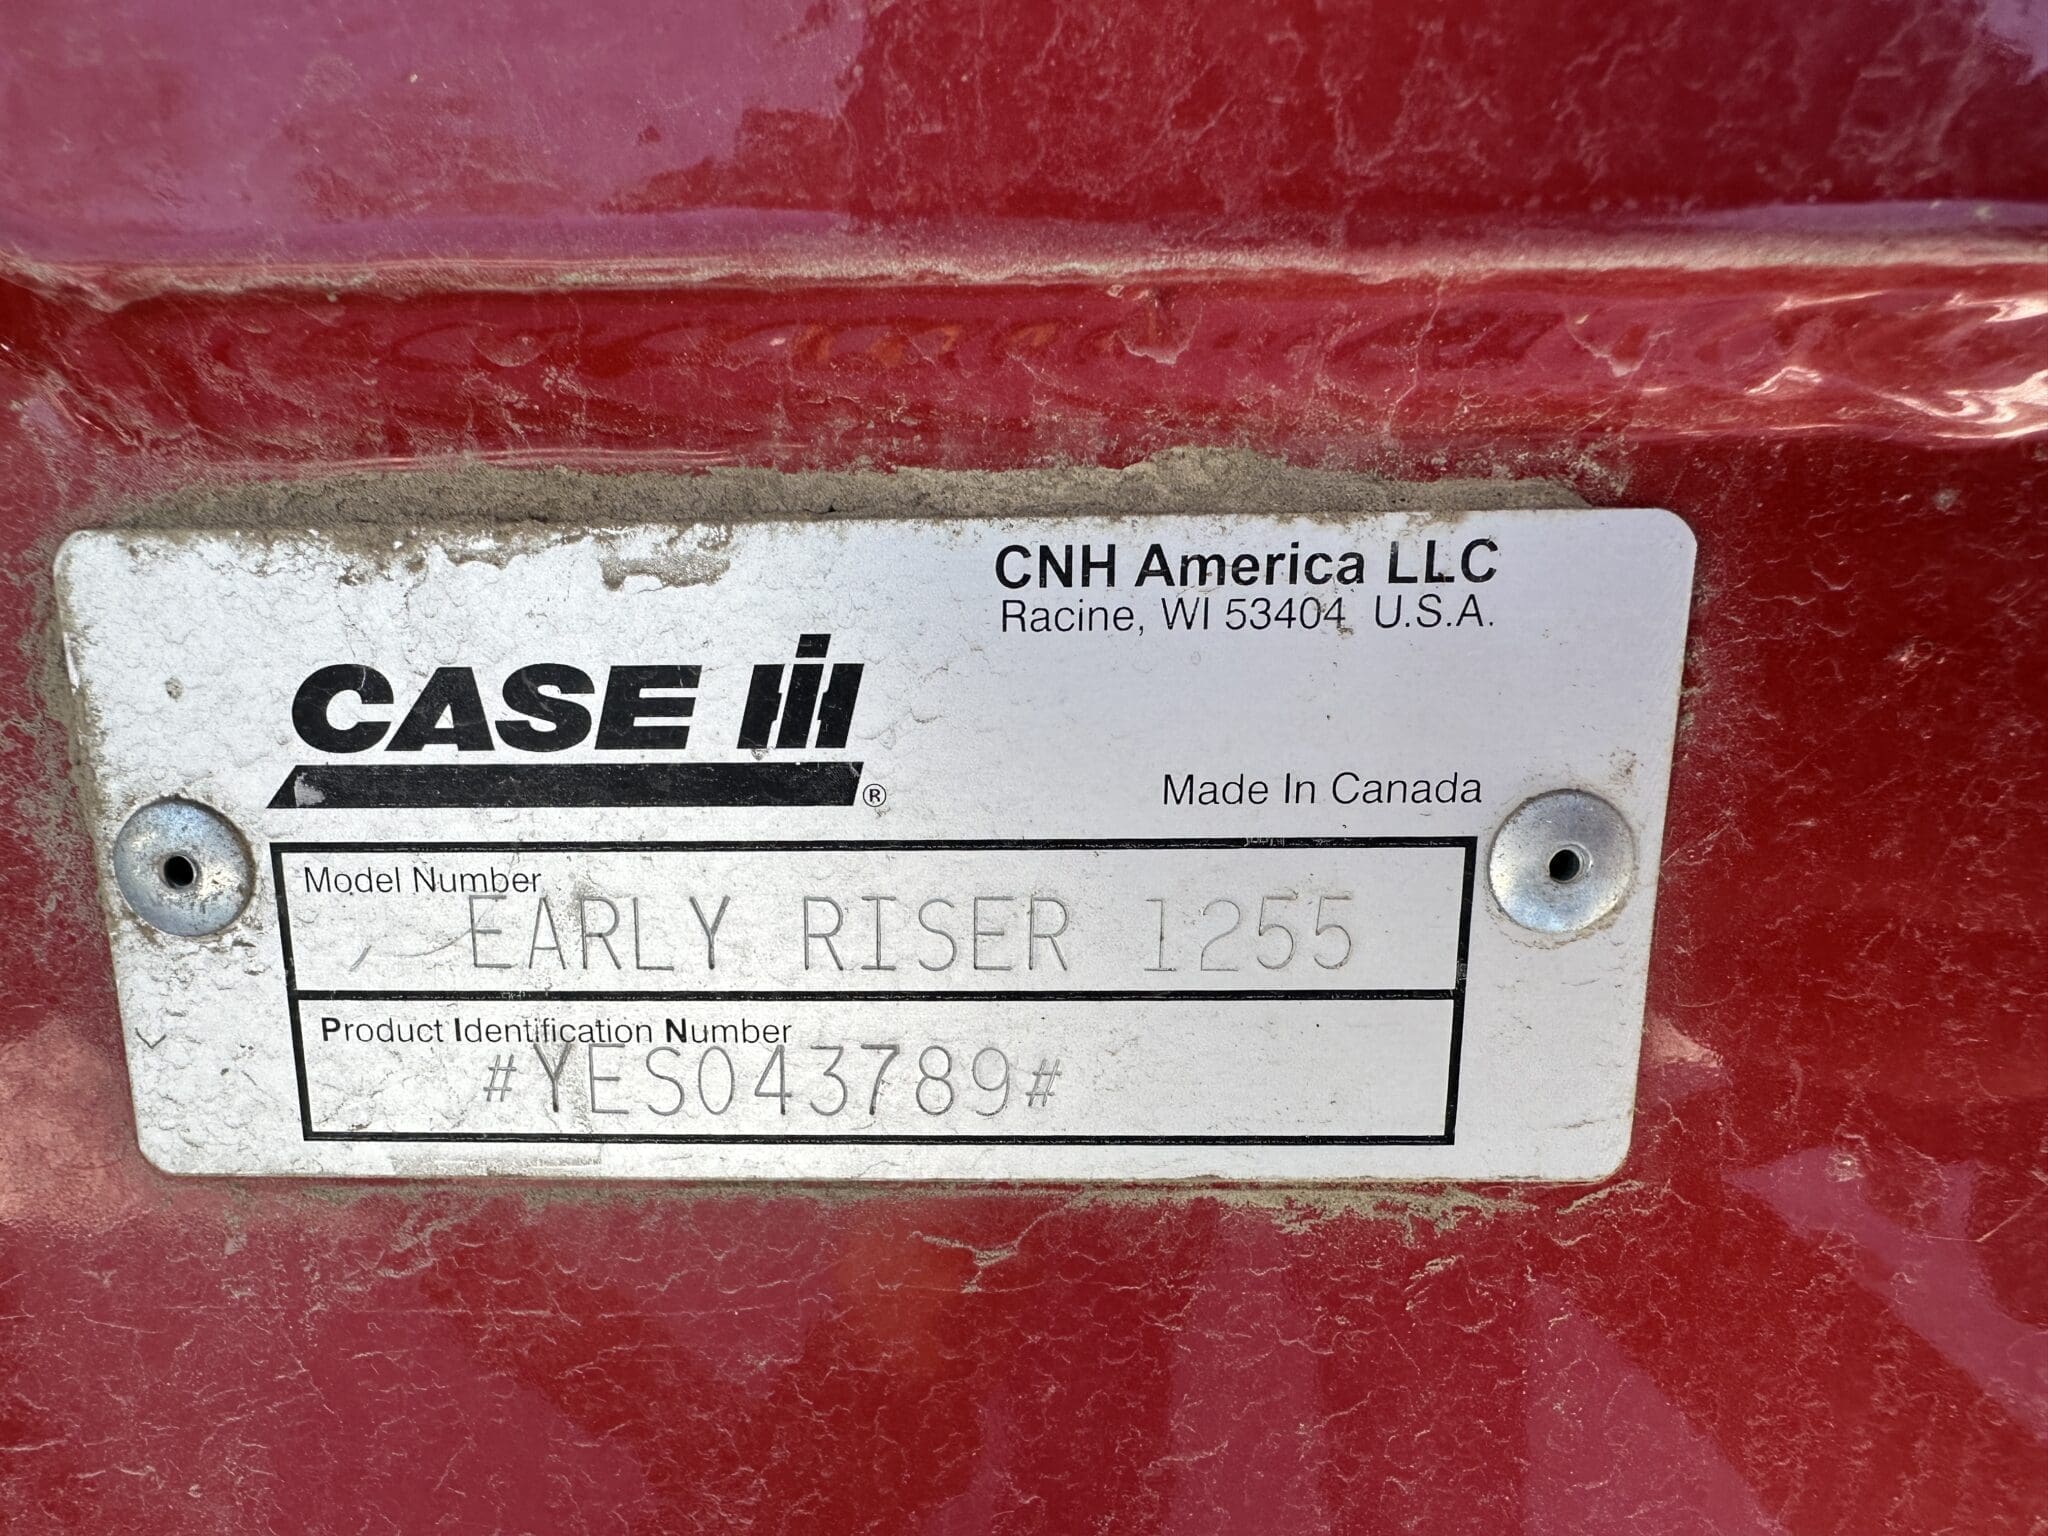 CNH America LLC
Racine, WI 53404 U.S.A.
CASE IH
®
Made In Canada
Model Number
EARLY RISER 1255
Product Identification Number
#YES043789#